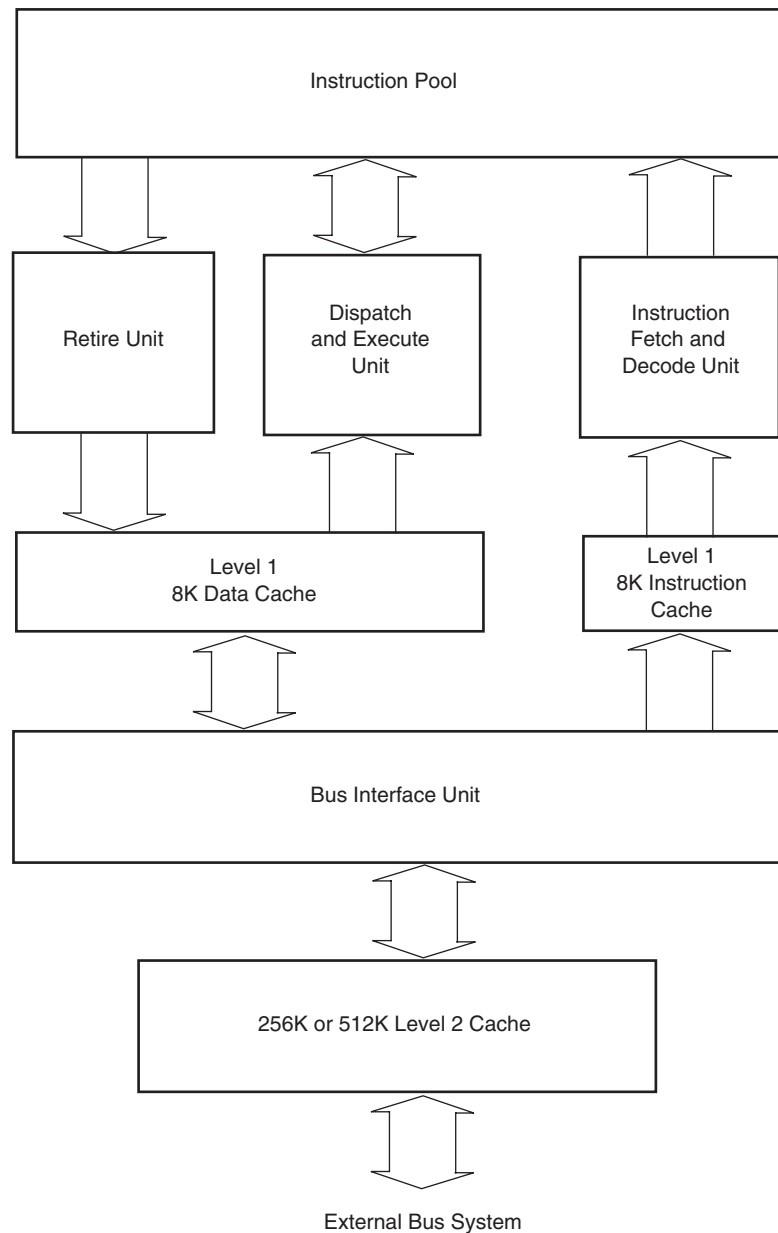 Instruction Pool
Retire Unit
Dispatch
and Execute
Unit
Instruction
Fetch and
Decode Unit
Level 1
8K Data Cache
Level 1
8K Instruction
Cache
Bus Interface Unit
256K or 512K Level 2 Cache
External Bus System